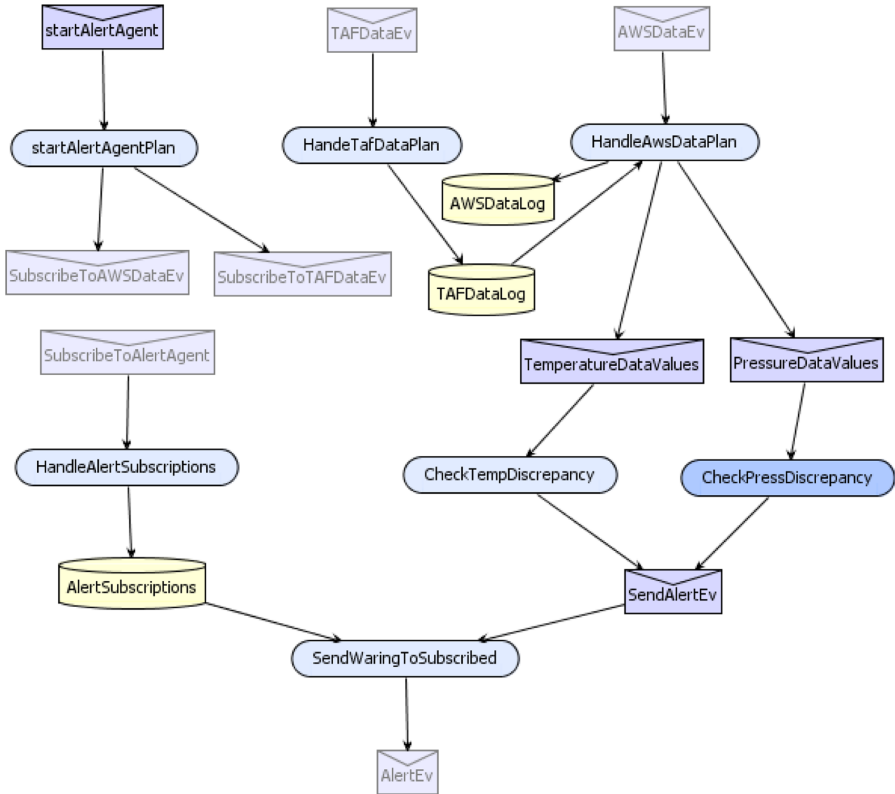 startAlertAgent
TAFDataEv
AWSDataEv
startAlertAgentPlan
HandeTafDataPlan
HandleAwsDataPlan
AWSDataLog
SubscribeToAWSDataEv
SubscribeToTAFDataEv
TAFDataLog
SubscribeToAlertAgent
TemperatureDataValues
PressureDataValues
HandleAlertSubscriptions
CheckTempDiscrepancy
CheckPressDiscrepancy
AlertSubscriptions
SendAlertEv
SendWaringToSubscribed
AlertEv